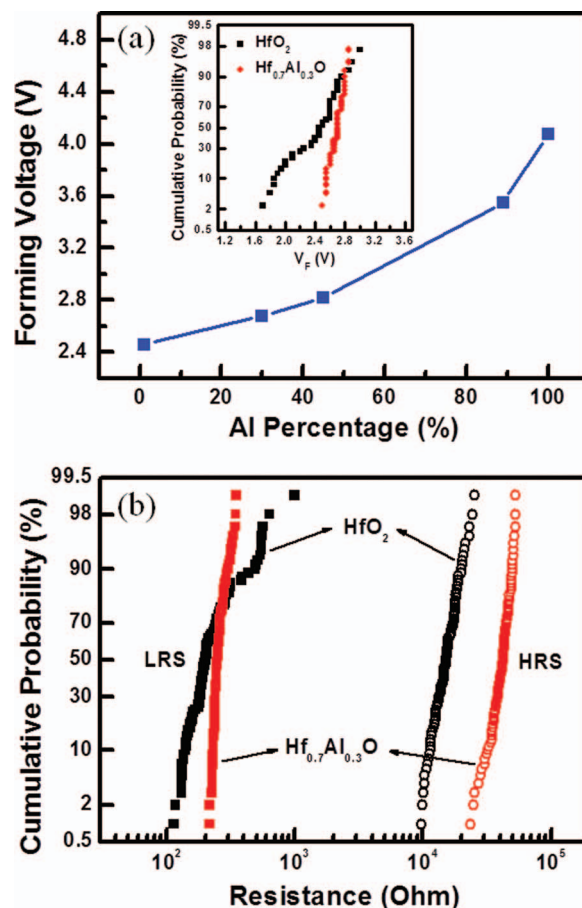 (a)
HfO2
Hf0.7Al0.3O
Cumulative Probability (%)
99.5
98
90
70
50
30
10
2
0.5
1.2 2.0 2.4 2.8 3.6
VF (V)
Forming Voltage (V)
4.8
4.4
4.0
3.6
3.2
2.8
2.4
0 20 40 60 80 100
Al Percentage (%)
(b)
Cumulative Probability (%)
99.5
98
90
70
50
30
10
2
0.5
HfO2
LRS
HRS
Hf0.7Al0.3O
10^2 10^3 10^4 10^5
Resistance (Ohm)